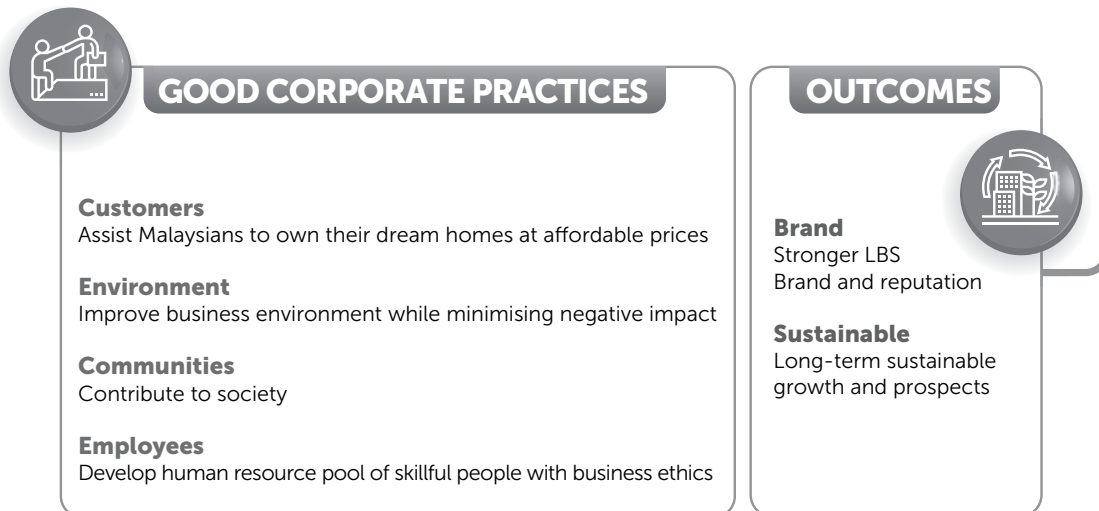 GOOD CORPORATE PRACTICES
Customers
Assist Malaysians to own their dream homes at affordable prices
Environment
Improve business environment while minimising negative impact
Communities
Contribute to society
Employees
Develop human resource pool of skillful people with business ethics
OUTCOMES
Brand
Stronger LBS
Brand and reputation
Sustainable
Long-term sustainable
growth and prospects